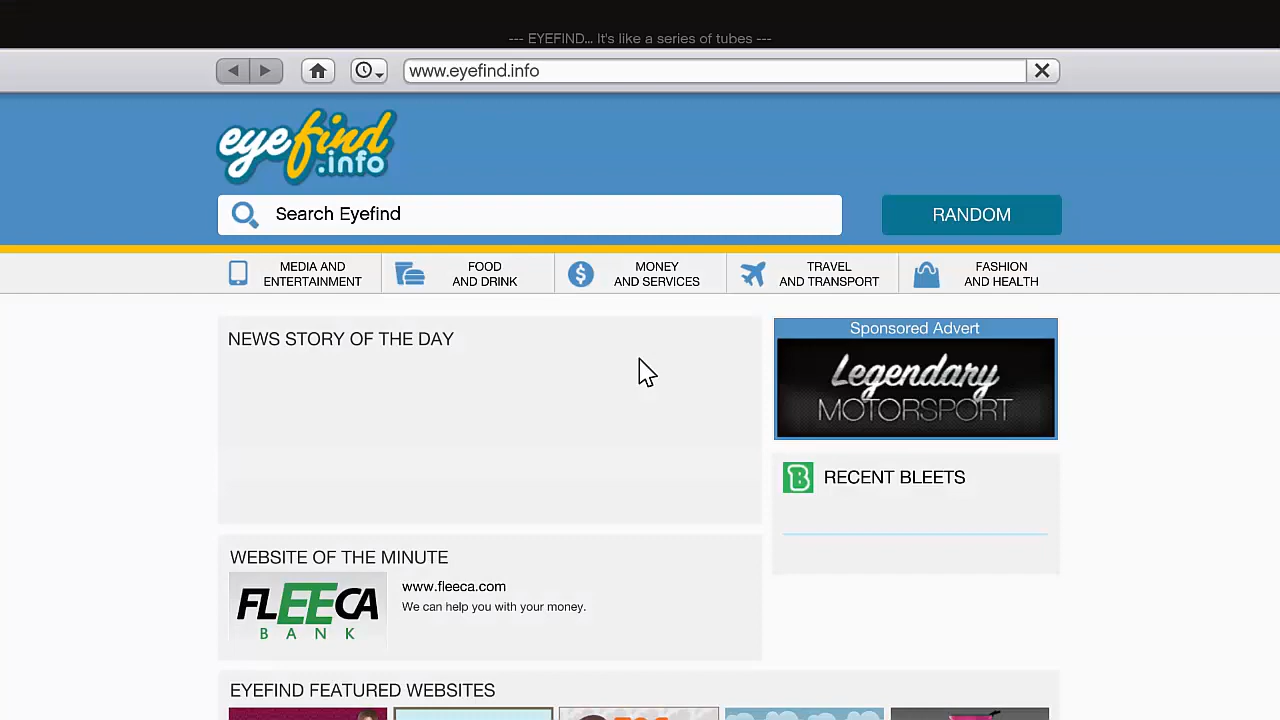 --- EYEFIND... It's like a series of tubes ---
www.eyefind.info
eyefind
.info
Search Eyefind
RANDOM
MEDIA AND
ENTERTAINMENT
FOOD
AND DRINK
MONEY
AND SERVICES
TRAVEL
AND TRANSPORT
FASHION
AND HEALTH
NEWS STORY OF THE DAY
Sponsored Advert
Legendary
MOTORSPORT
B
RECENT BLEETS
WEBSITE OF THE MINUTE
FLEECA
BANK
www.fleeca.com
We can help you with your money.
EYEFIND FEATURED WEBSITES